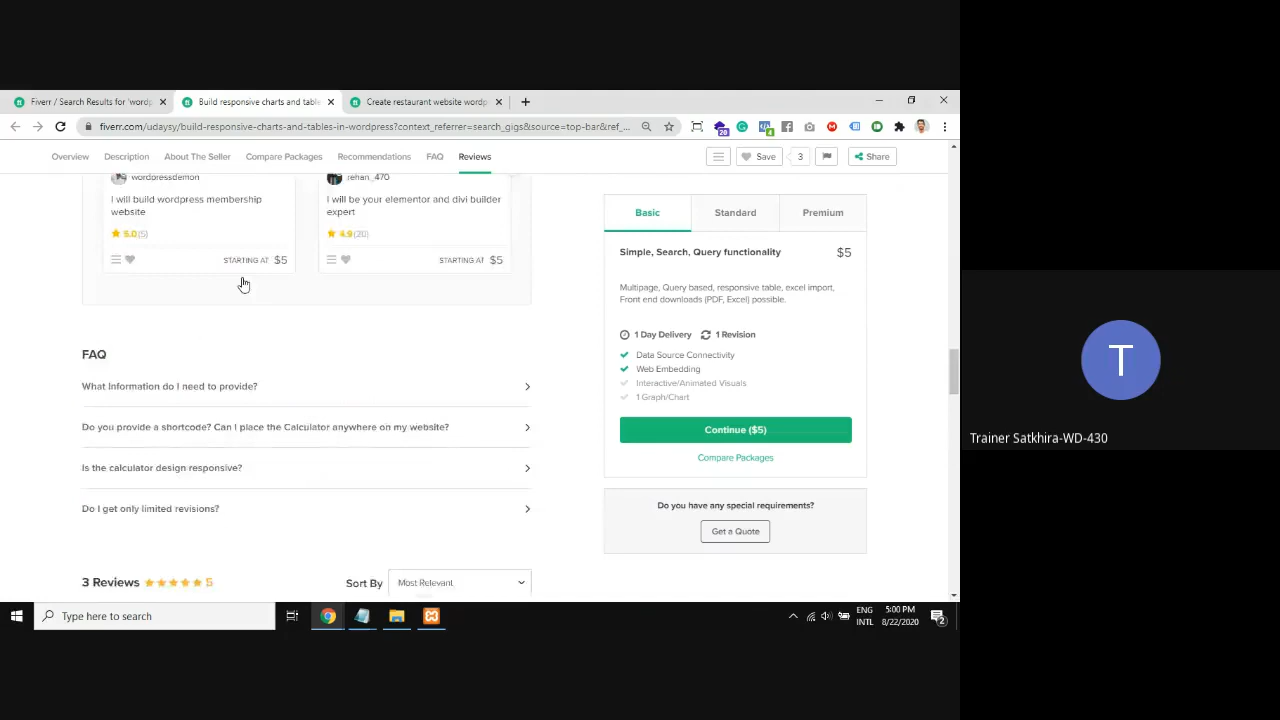 Fiverr / Search Results for 'wordp
Build responsive charts and table
Create restaurant website wordp
fiverr.com/udaysy/build-responsive-charts-and-tables-in-wordpress?context_referrer=search_gigs&source=top-bar&ref_...
Overview Description About The Seller Compare Packages Recommendations FAQ Reviews
Save 3 Share
wordpressdemon
I will build wordpress membership
website
5.0 (5)
STARTING AT $5
rehan_470
I will be your elementor and divi builder
expert
4.9 (20)
STARTING AT $5
Basic Standard Premium
Simple, Search, Query functionality $5
Multipage, Query based, responsive table, excel import,
Front end downloads (PDF, Excel) possible.
1 Day Delivery 1 Revision
Data Source Connectivity
Web Embedding
Interactive/Animated Visuals
1 Graph/Chart
Continue ($5)
Compare Packages
Do you have any special requirements?
Get a Quote
FAQ
What Information do I need to provide?
Do you provide a shortcode? Can I place the Calculator anywhere on my website?
Is the calculator design responsive?
Do I get only limited revisions?
3 Reviews 5
Sort By Most Relevant
Type here to search
ENG
INTL
5:00 PM
8/22/2020
2
T
Trainer Satkhira-WD-430